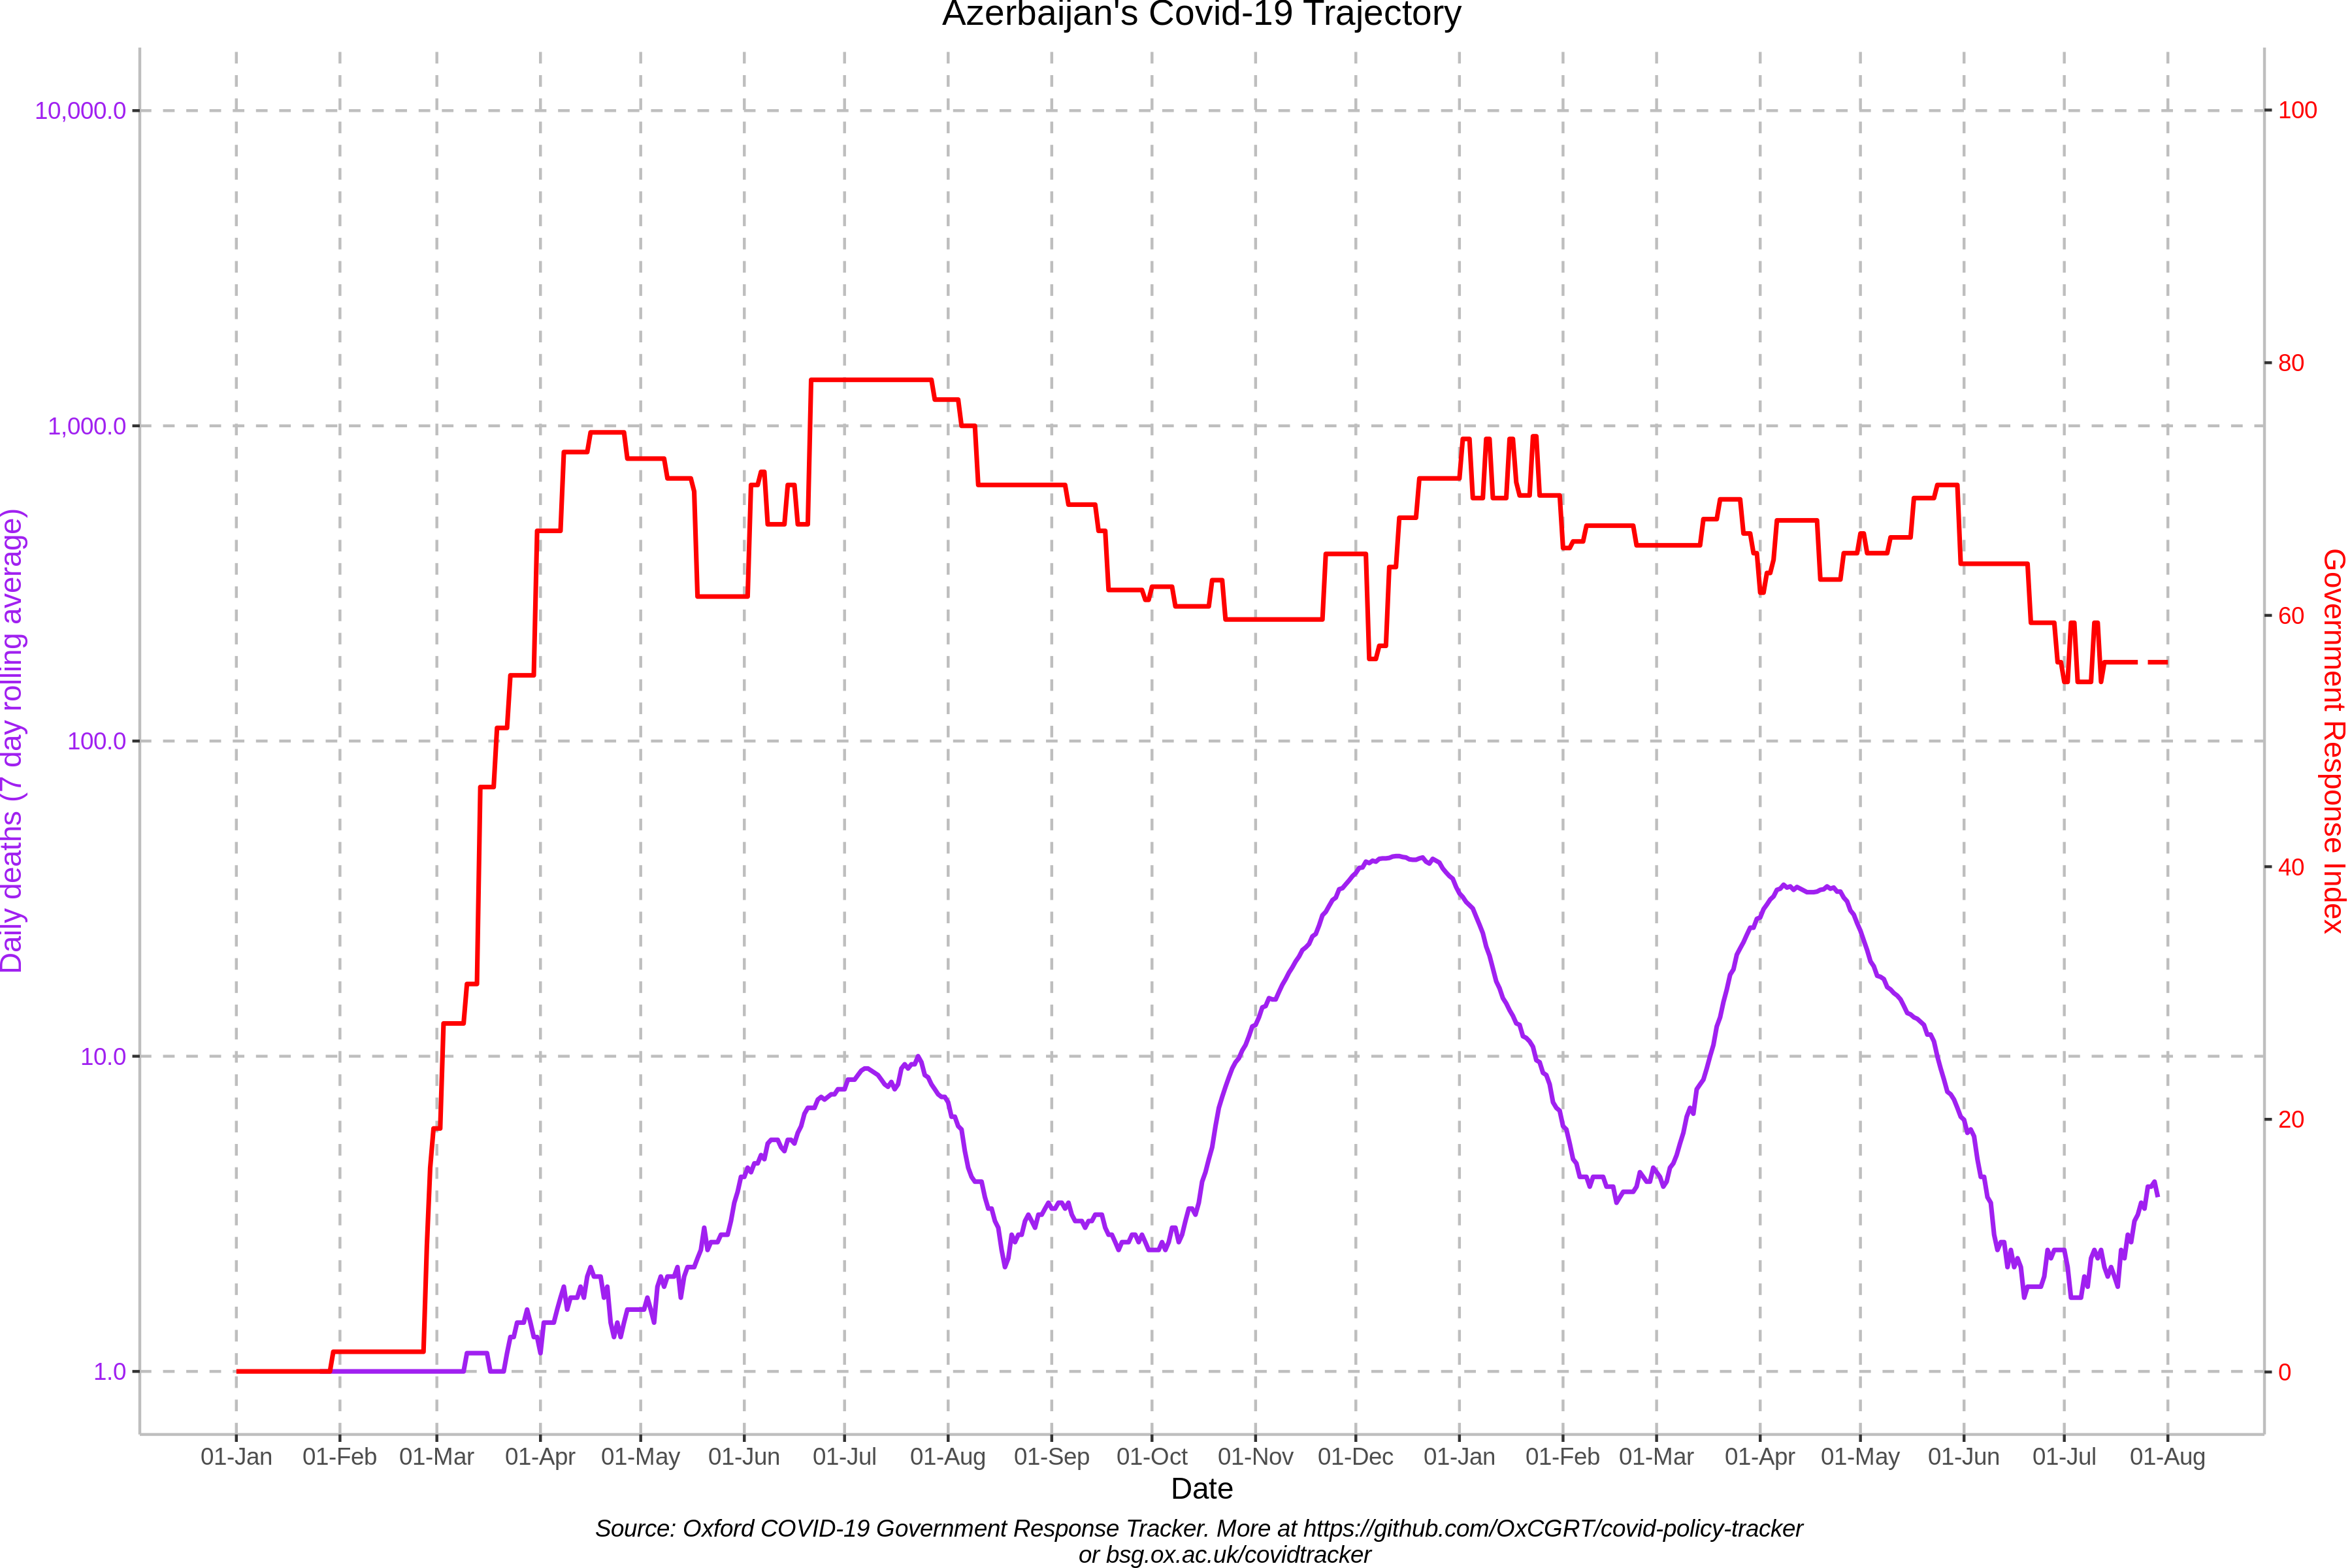 Azerbaijan's Covid-19 Trajectory
10,000.0
1,000.0
100.0
10.0
1.0
Daily deaths (7 day rolling average)
100
80
60
40
20
0
Government Response Index
01-Jan 01-Feb 01-Mar 01-Apr 01-May 01-Jun 01-Jul 01-Aug 01-Sep 01-Oct 01-Nov 01-Dec 01-Jan 01-Feb 01-Mar 01-Apr 01-May 01-Jun 01-Jul 01-Aug
Date
Source: Oxford COVID-19 Government Response Tracker. More at https://github.com/OxCGRT/covid-policy-tracker
or bsg.ox.ac.uk/covidtracker